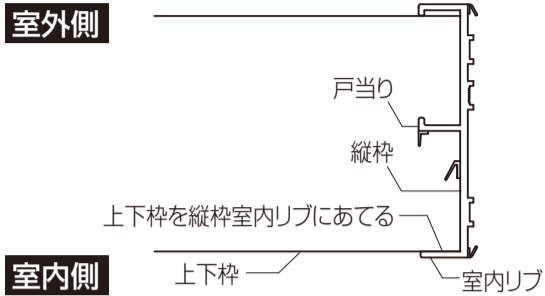 室外側
戸当り
縦枠
上下枠を縦枠室内リブにあてる
室内側
上下枠
室内リブ